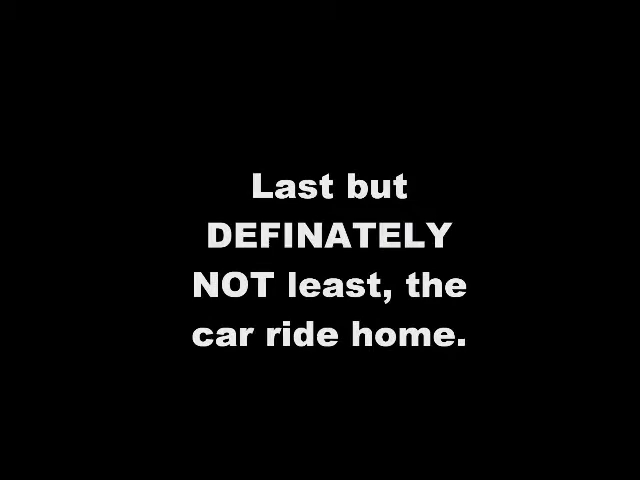 Last but
DEFINATELY
NOT least, the
car ride home.